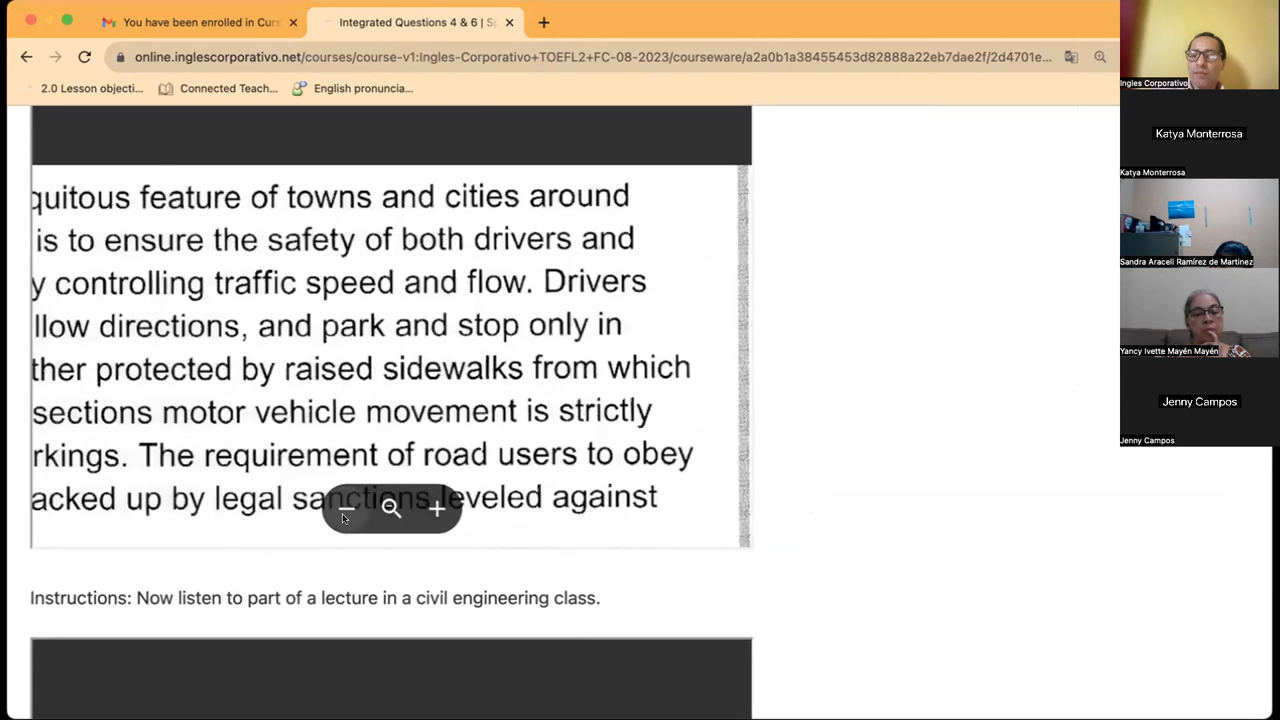 You have been enrolled in Curs
Integrated Questions 4 & 6 | Sp
online.inglescorporativo.net/courses/course-v1:Ingles-Corporativo+TOEFL2+FC-08-2023/courseware/a2a0b1a38455453d82888a22eb7dae2f/2d4701e...
2.0 Lesson objecti...
Connected Teach...
English pronuncia...
quitous feature of towns and cities around
is to ensure the safety of both drivers and
y controlling traffic speed and flow. Drivers
llow directions, and park and stop only in
ther protected by raised sidewalks from which
sections motor vehicle movement is strictly
rkings. The requirement of road users to obey
acked up by legal sanctions leveled against
Instructions: Now listen to part of a lecture in a civil engineering class.
Ingles Corporativo
Katya Monterrosa
Katya Monterrosa
Sandra Araceli Ramírez de Martinez
Yancy Ivette Mayén Mayén
Jenny Campos
Jenny Campos